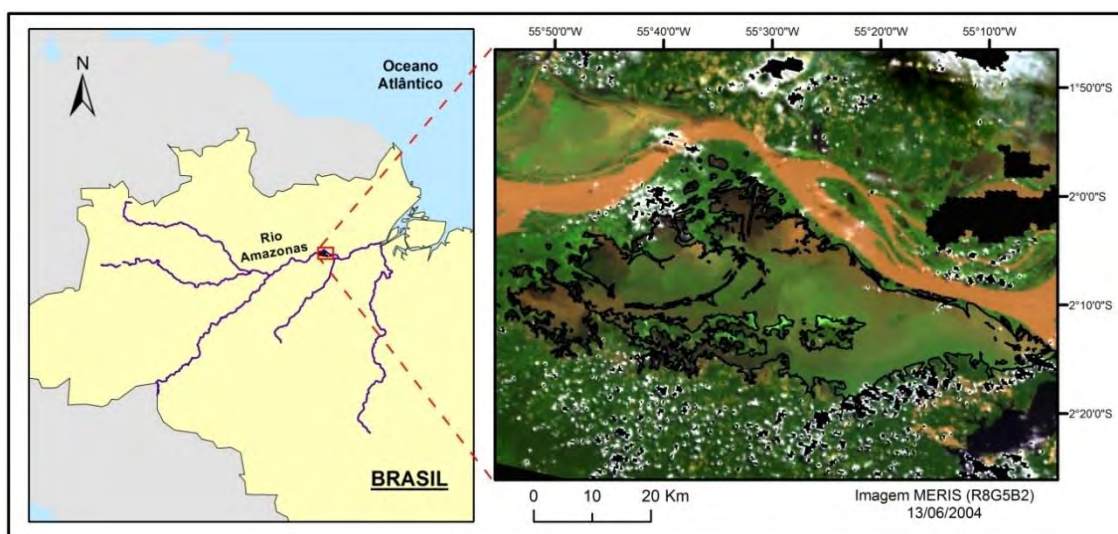 N
Oceano
Atlântico
Rio
Amazonas
BRASIL
55°50'0"W 55°40'0"W 55°30'0"W 55°20'0"W 55°10'0"W
1°50'0"S
2°0'0"S
2°10'0"S
2°20'0"S
0 10 20 Km
Imagem MERIS (R8G5B2)
13/06/2004